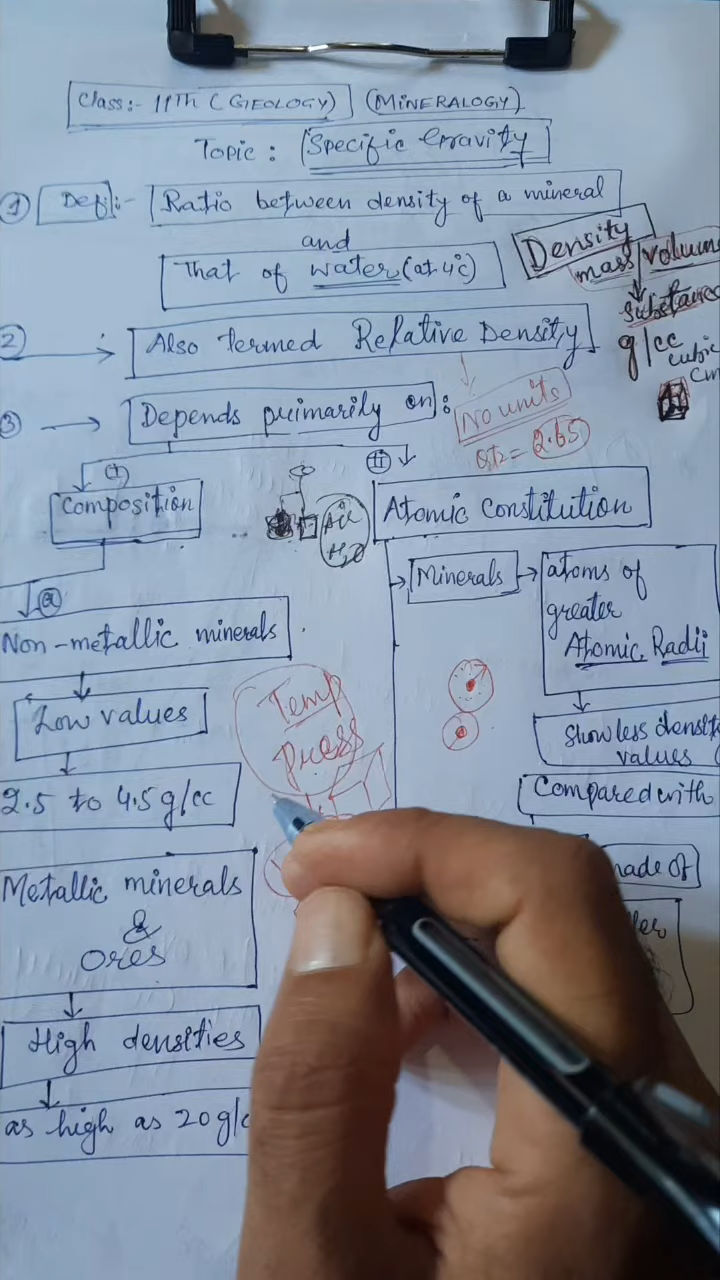 Class:- 11TH (GEOLOGY) (MINERALOGY)
Topic : Specific Gravity
1 Def:- Ratio between density of a mineral
and
That of water (at 4°c)
Density
mass/volume
substance
g/cc
cubic
cm
2 Also termed Relative Density
3 Depends primarily on:
No units
Qtz = 2.65
(i)
Composition
(ii)
Atomic constitution
Air
H2O
Minerals
atoms of
greater
Atomic Radii
(a)
Non-metallic minerals
Low values
2.5 to 4.5 g/cc
Temp
Press
Show less density
values
Compared with
made of
Metallic minerals
&
Ores
High densities
as high as 20 g/c